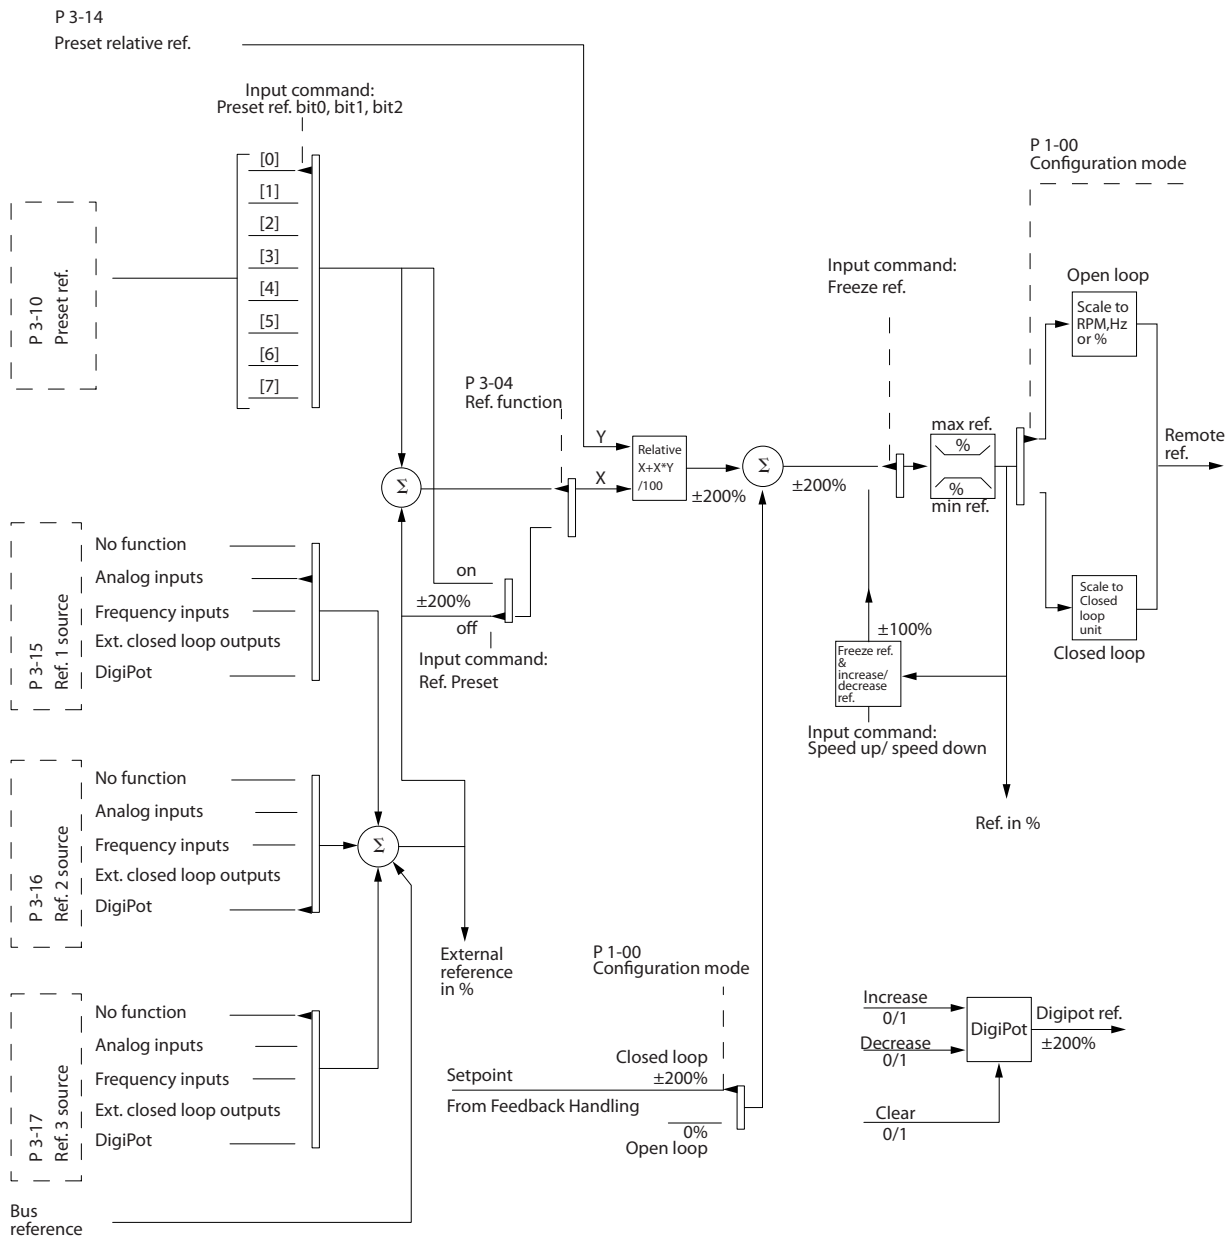 P 3-14
Preset relative ref.
Input command:
Preset ref. bit0, bit1, bit2
[0]
[1]
[2]
[3]
[4]
[5]
[6]
[7]
P 3-10
Preset ref.
P 1-00
Configuration mode
Input command:
Freeze ref.
Open loop
Scale to
RPM,Hz
or %
P 3-04
Ref. function
Y
X
Relative
X+X*Y
/100
±200%
Σ
±200%
max ref.
%
%
min ref.
Remote
ref.
Σ
on
±200%
off
Input command:
Ref. Preset
Scale to
Closed
loop
unit
Closed loop
±100%
Freeze ref.
&
increase/
decrease
ref.
Input command:
Speed up/ speed down
Ref. in %
P 3-15
Ref. 1 source
No function
Analog inputs
Frequency inputs
Ext. closed loop outputs
DigiPot
P 3-16
Ref. 2 source
No function
Analog inputs
Frequency inputs
Ext. closed loop outputs
DigiPot
Σ
External
reference
in %
P 3-17
Ref. 3 source
No function
Analog inputs
Frequency inputs
Ext. closed loop outputs
DigiPot
Bus
reference
P 1-00
Configuration mode
Closed loop
±200%
Setpoint
From Feedback Handling
0%
Open loop
Increase
0/1
Decrease
0/1
Clear
0/1
DigiPot
Digipot ref.
±200%